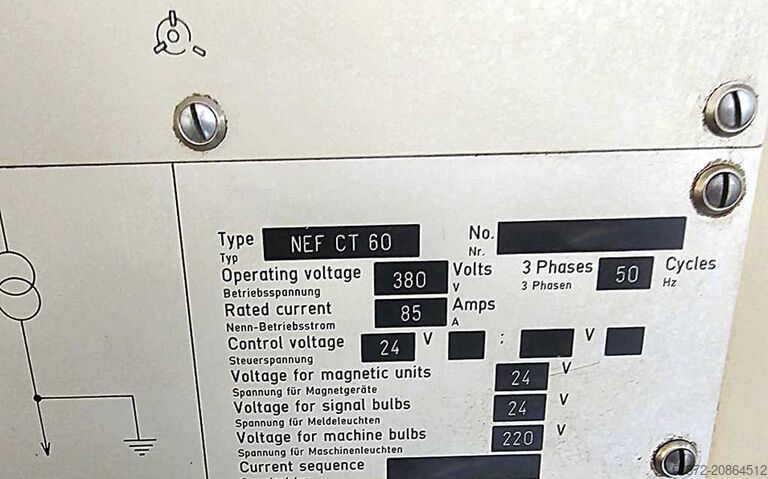 Type NEF CT 60 No.
Typ Nr.
Operating voltage 380 Volts 3 Phases 50 Cycles
Betriebsspannung V 3 Phasen Hz
Rated current 85 Amps
Nenn-Betriebsstrom A
Control voltage 24 V : V
Steuerspannung
Voltage for magnetic units 24 V
Spannung für Magnetgeräte
Voltage for signal bulbs 24 V
Spannung für Meldeleuchten
Voltage for machine bulbs 220 V
Spannung für Maschinenleuchten
Current sequence